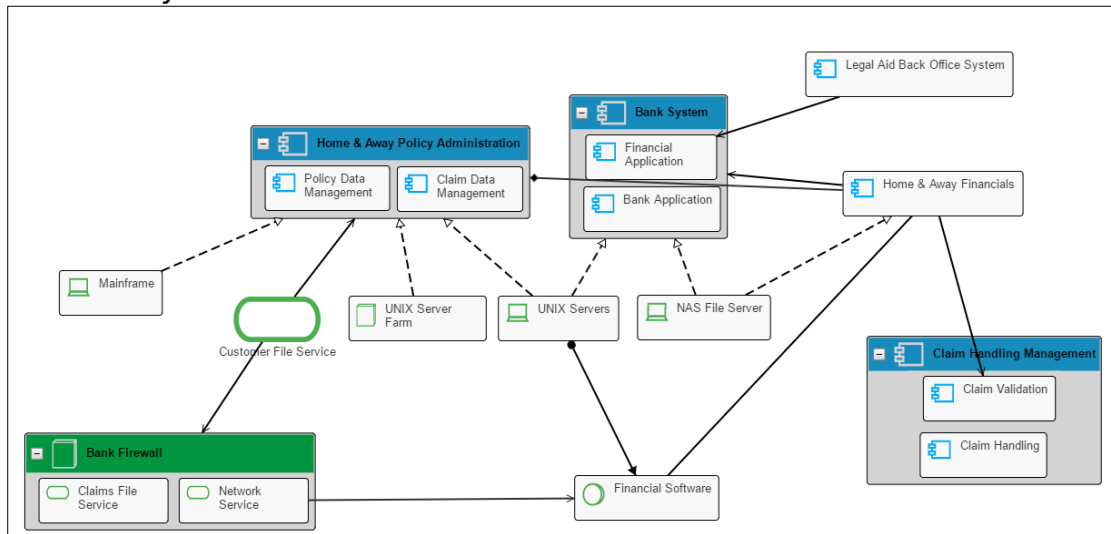 Legal Aid Back Office System
Bank System
Home & Away Policy Administration
Financial
Application
Policy Data
Management
Claim Data
Management
Home & Away Financials
Bank Application
Mainframe
UNIX Server
Farm
UNIX Servers
NAS File Server
Customer File Service
Claim Handling Management
Claim Validation
Claim Handling
Bank Firewall
Claims File
Service
Network
Service
Financial Software